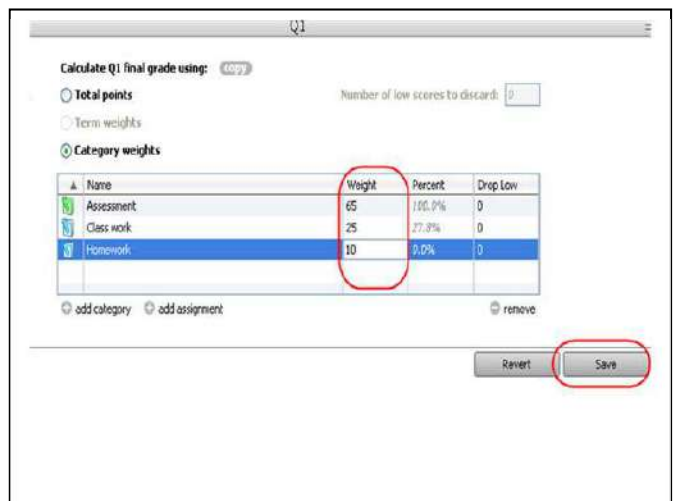 Q1
Calculate Q1 final grade using: copy
Total points Number of low scores to discard: 0
Term weights
Category weights
Name Weight Percent Drop Low
Assessment 65 100.0% 0
Class work 25 27.8% 0
Homework 10 0.0% 0
add category add assignment remove
Revert Save